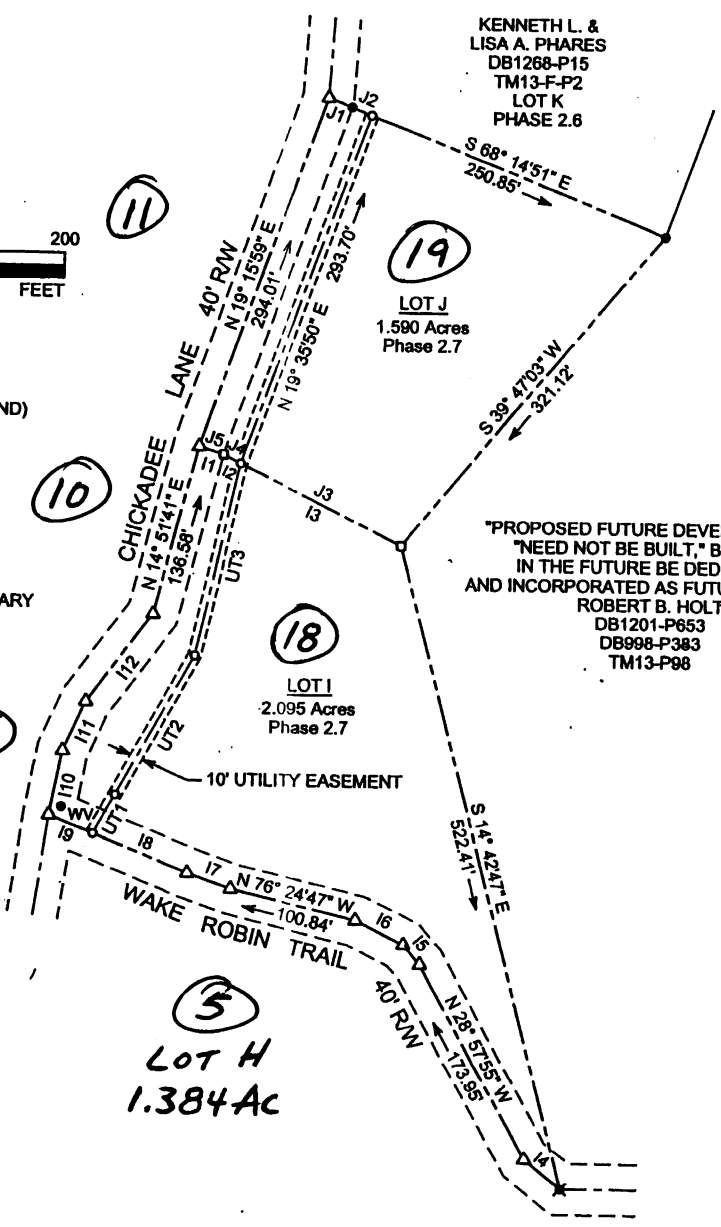 KENNETH L. &
LISA A. PHARES
DB1268-P15
TM13-F-P2
LOT K
PHASE 2.6
J1
J2
S 68° 14'51" E
250.85'
11
200
FEET
40' R/W
N 19° 15'59" E
294.01'
293.70'
N 19° 35'50" E
19
LOT J
1.590 Acres
Phase 2.7
S 39° 47'03" W
321.12'
ND)
CHICKADEE LANE
J5
J4
I1
I2
J3
I3
10
N 14° 51'41" E
136.58'
UT3
"PROPOSED FUTURE DEVE
"NEED NOT BE BUILT," B
IN THE FUTURE BE DED
AND INCORPORATED AS FUTU
ROBERT B. HOLT
DB1201-P653
DB998-P383
TM13-P98
ARY
18
LOT I
2.095 Acres
Phase 2.7
I12
I11
UT2
10' UTILITY EASEMENT
I10
WV
UT1
I9
I8
I7
N 76° 24'47" W
100.84'
I6
I5
S 14° 42'47" E
522.41'
WAKE ROBIN TRAIL
40' R/W
N 28° 57'55" W
173.95'
5
LOT H
1.384 Ac
I4